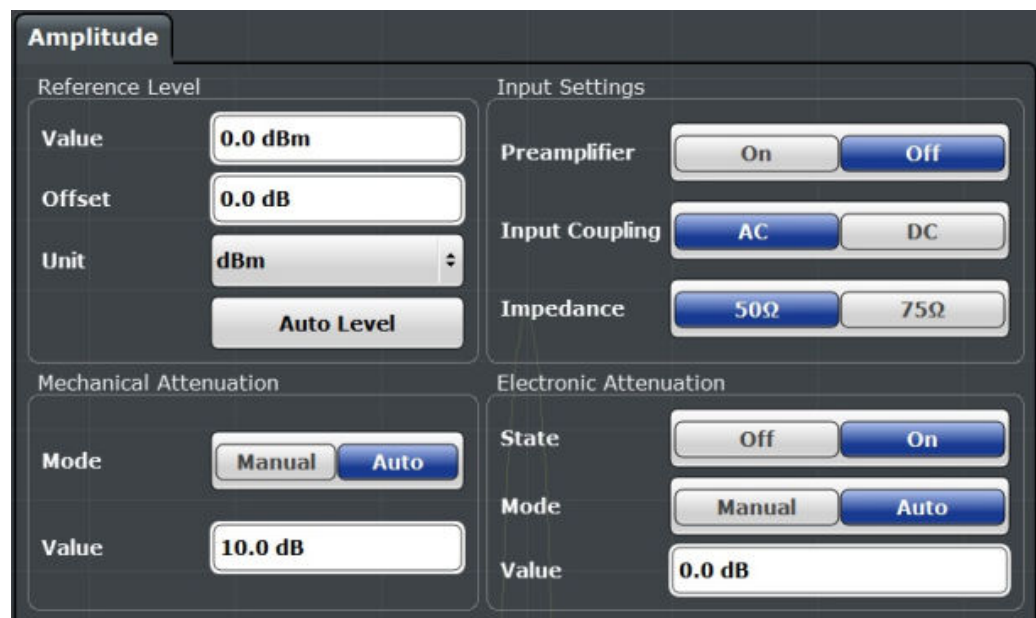 Amplitude
Reference Level
Value 0.0 dBm
Offset 0.0 dB
Unit dBm
Auto Level
Input Settings
Preamplifier On Off
Input Coupling AC DC
Impedance 50Ω 75Ω
Mechanical Attenuation
Mode Manual Auto
Value 10.0 dB
Electronic Attenuation
State Off On
Mode Manual Auto
Value 0.0 dB